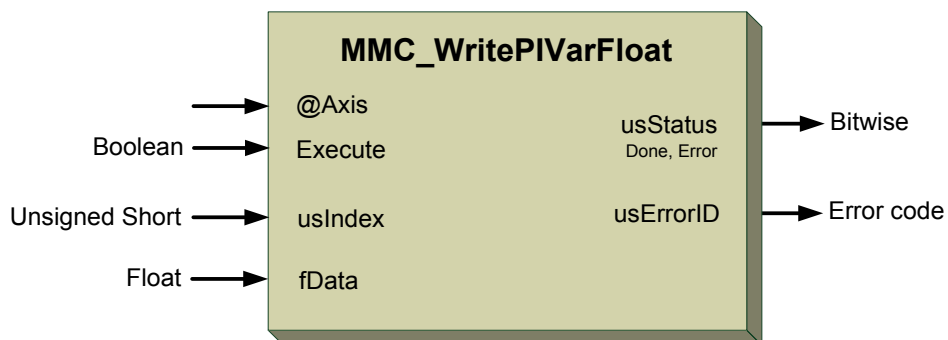 MMC_WritePIVarFloat
@Axis
Boolean
Execute
usStatus
Done, Error
Bitwise
Unsigned Short
usIndex
usErrorID
Error code
Float
fData